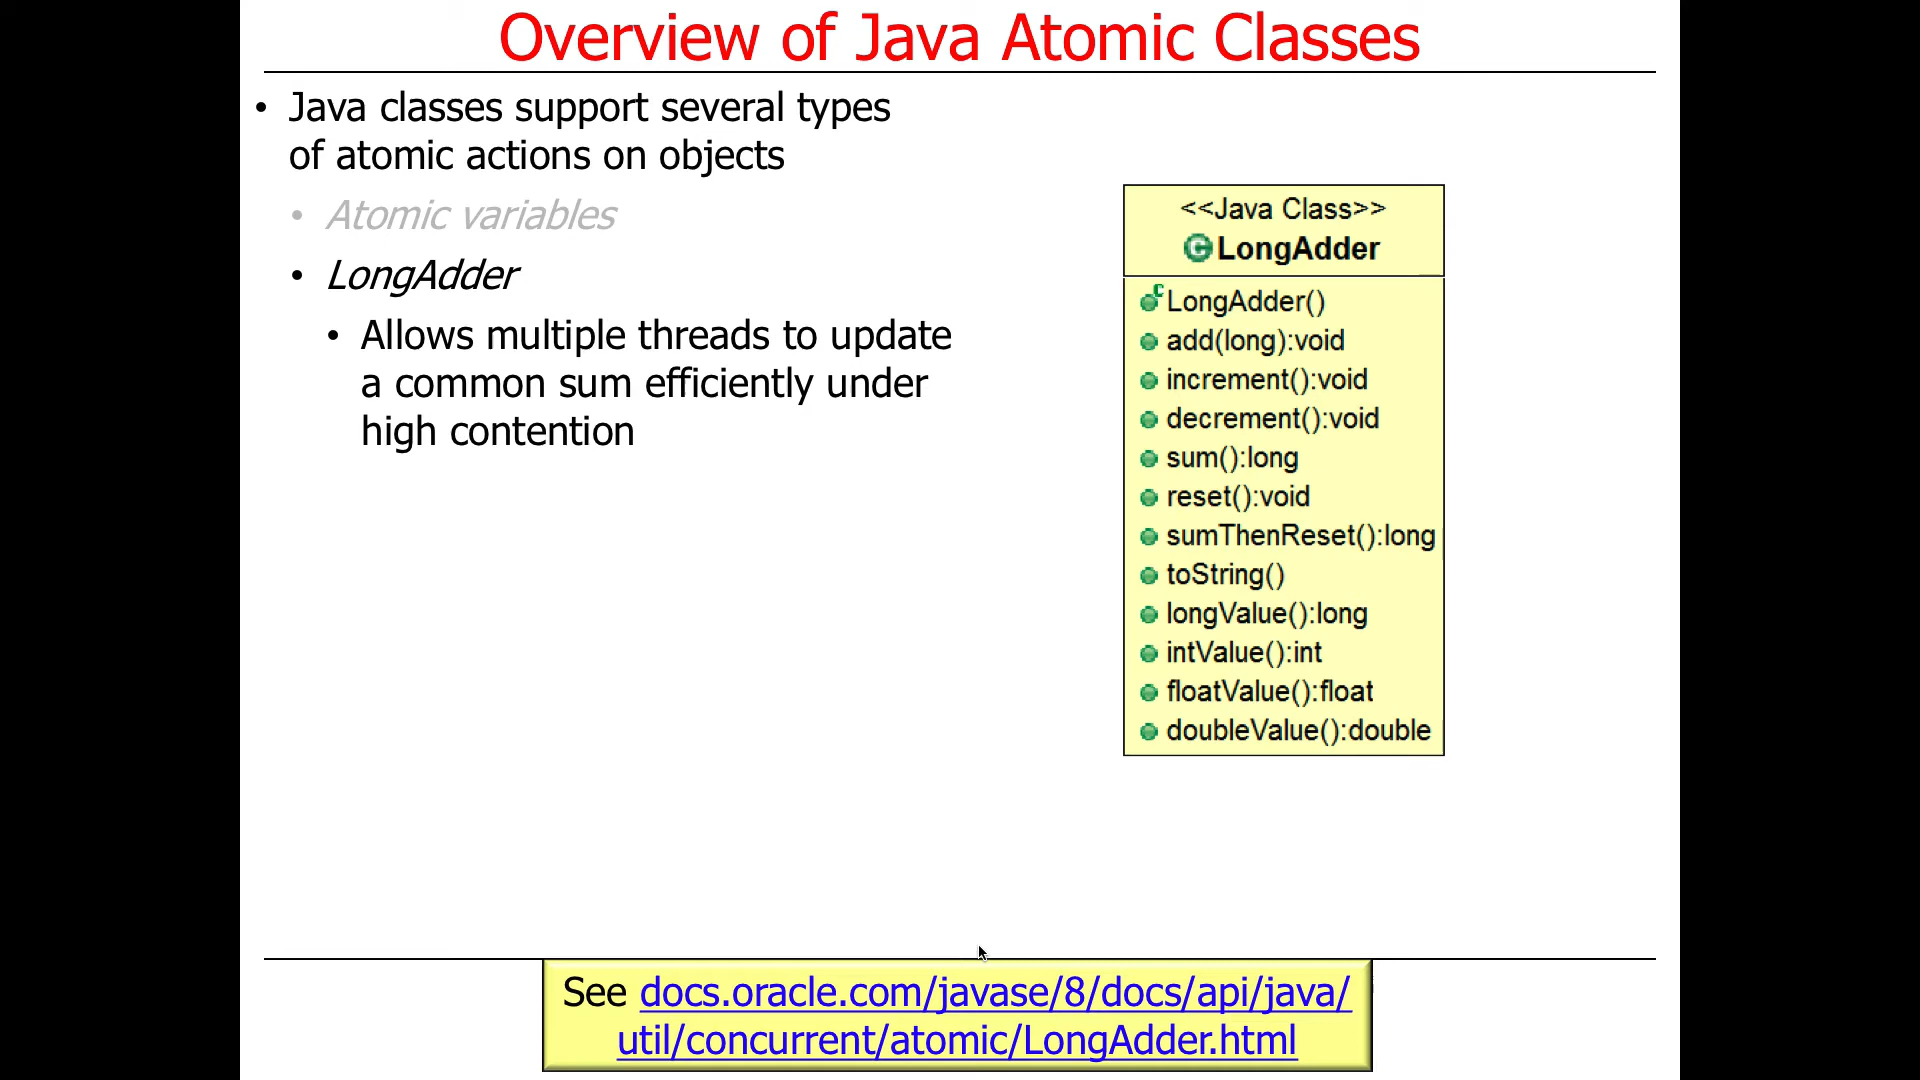 Overview of Java Atomic Classes
• Java classes support several types
of atomic actions on objects
• Atomic variables
• LongAdder
• Allows multiple threads to update
a common sum efficiently under
high contention
<<Java Class>>
LongAdder
LongAdder()
add(long):void
increment():void
decrement():void
sum():long
reset():void
sumThenReset():long
toString()
longValue():long
intValue():int
floatValue():float
doubleValue():double
See docs.oracle.com/javase/8/docs/api/java/
util/concurrent/atomic/LongAdder.html